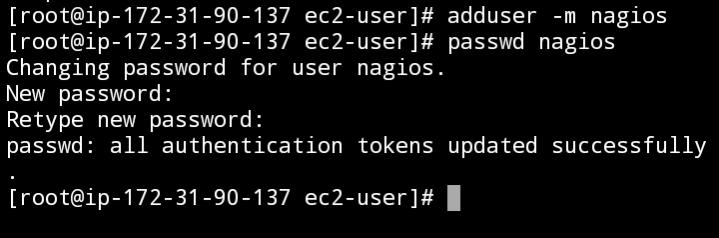 [root@ip-172-31-90-137 ec2-user]# adduser -m nagios
[root@ip-172-31-90-137 ec2-user]# passwd nagios
Changing password for user nagios.
New password:
Retype new password:
passwd: all authentication tokens updated successfully
.
[root@ip-172-31-90-137 ec2-user]#